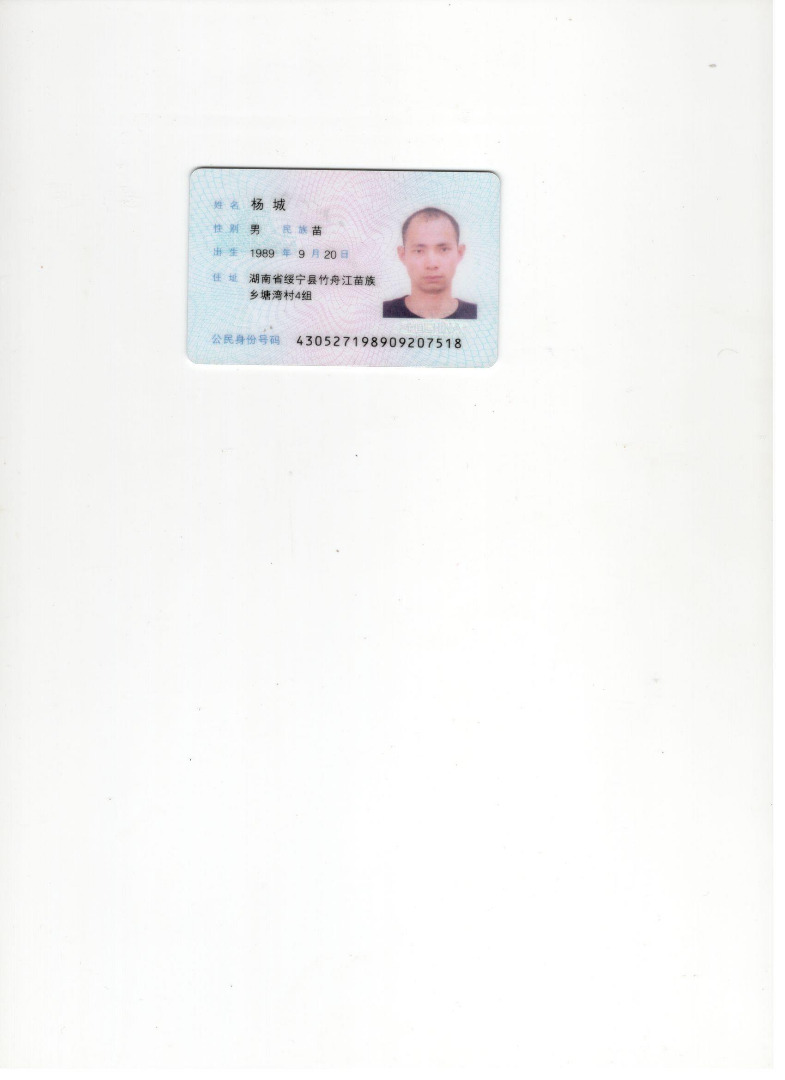 姓名 杨城
性别 男 民族 苗
出生 1989 年 9 月 20 日
住址 湖南省绥宁县竹舟江苗族
乡塘湾村4组
公民身份号码 430527198909207518